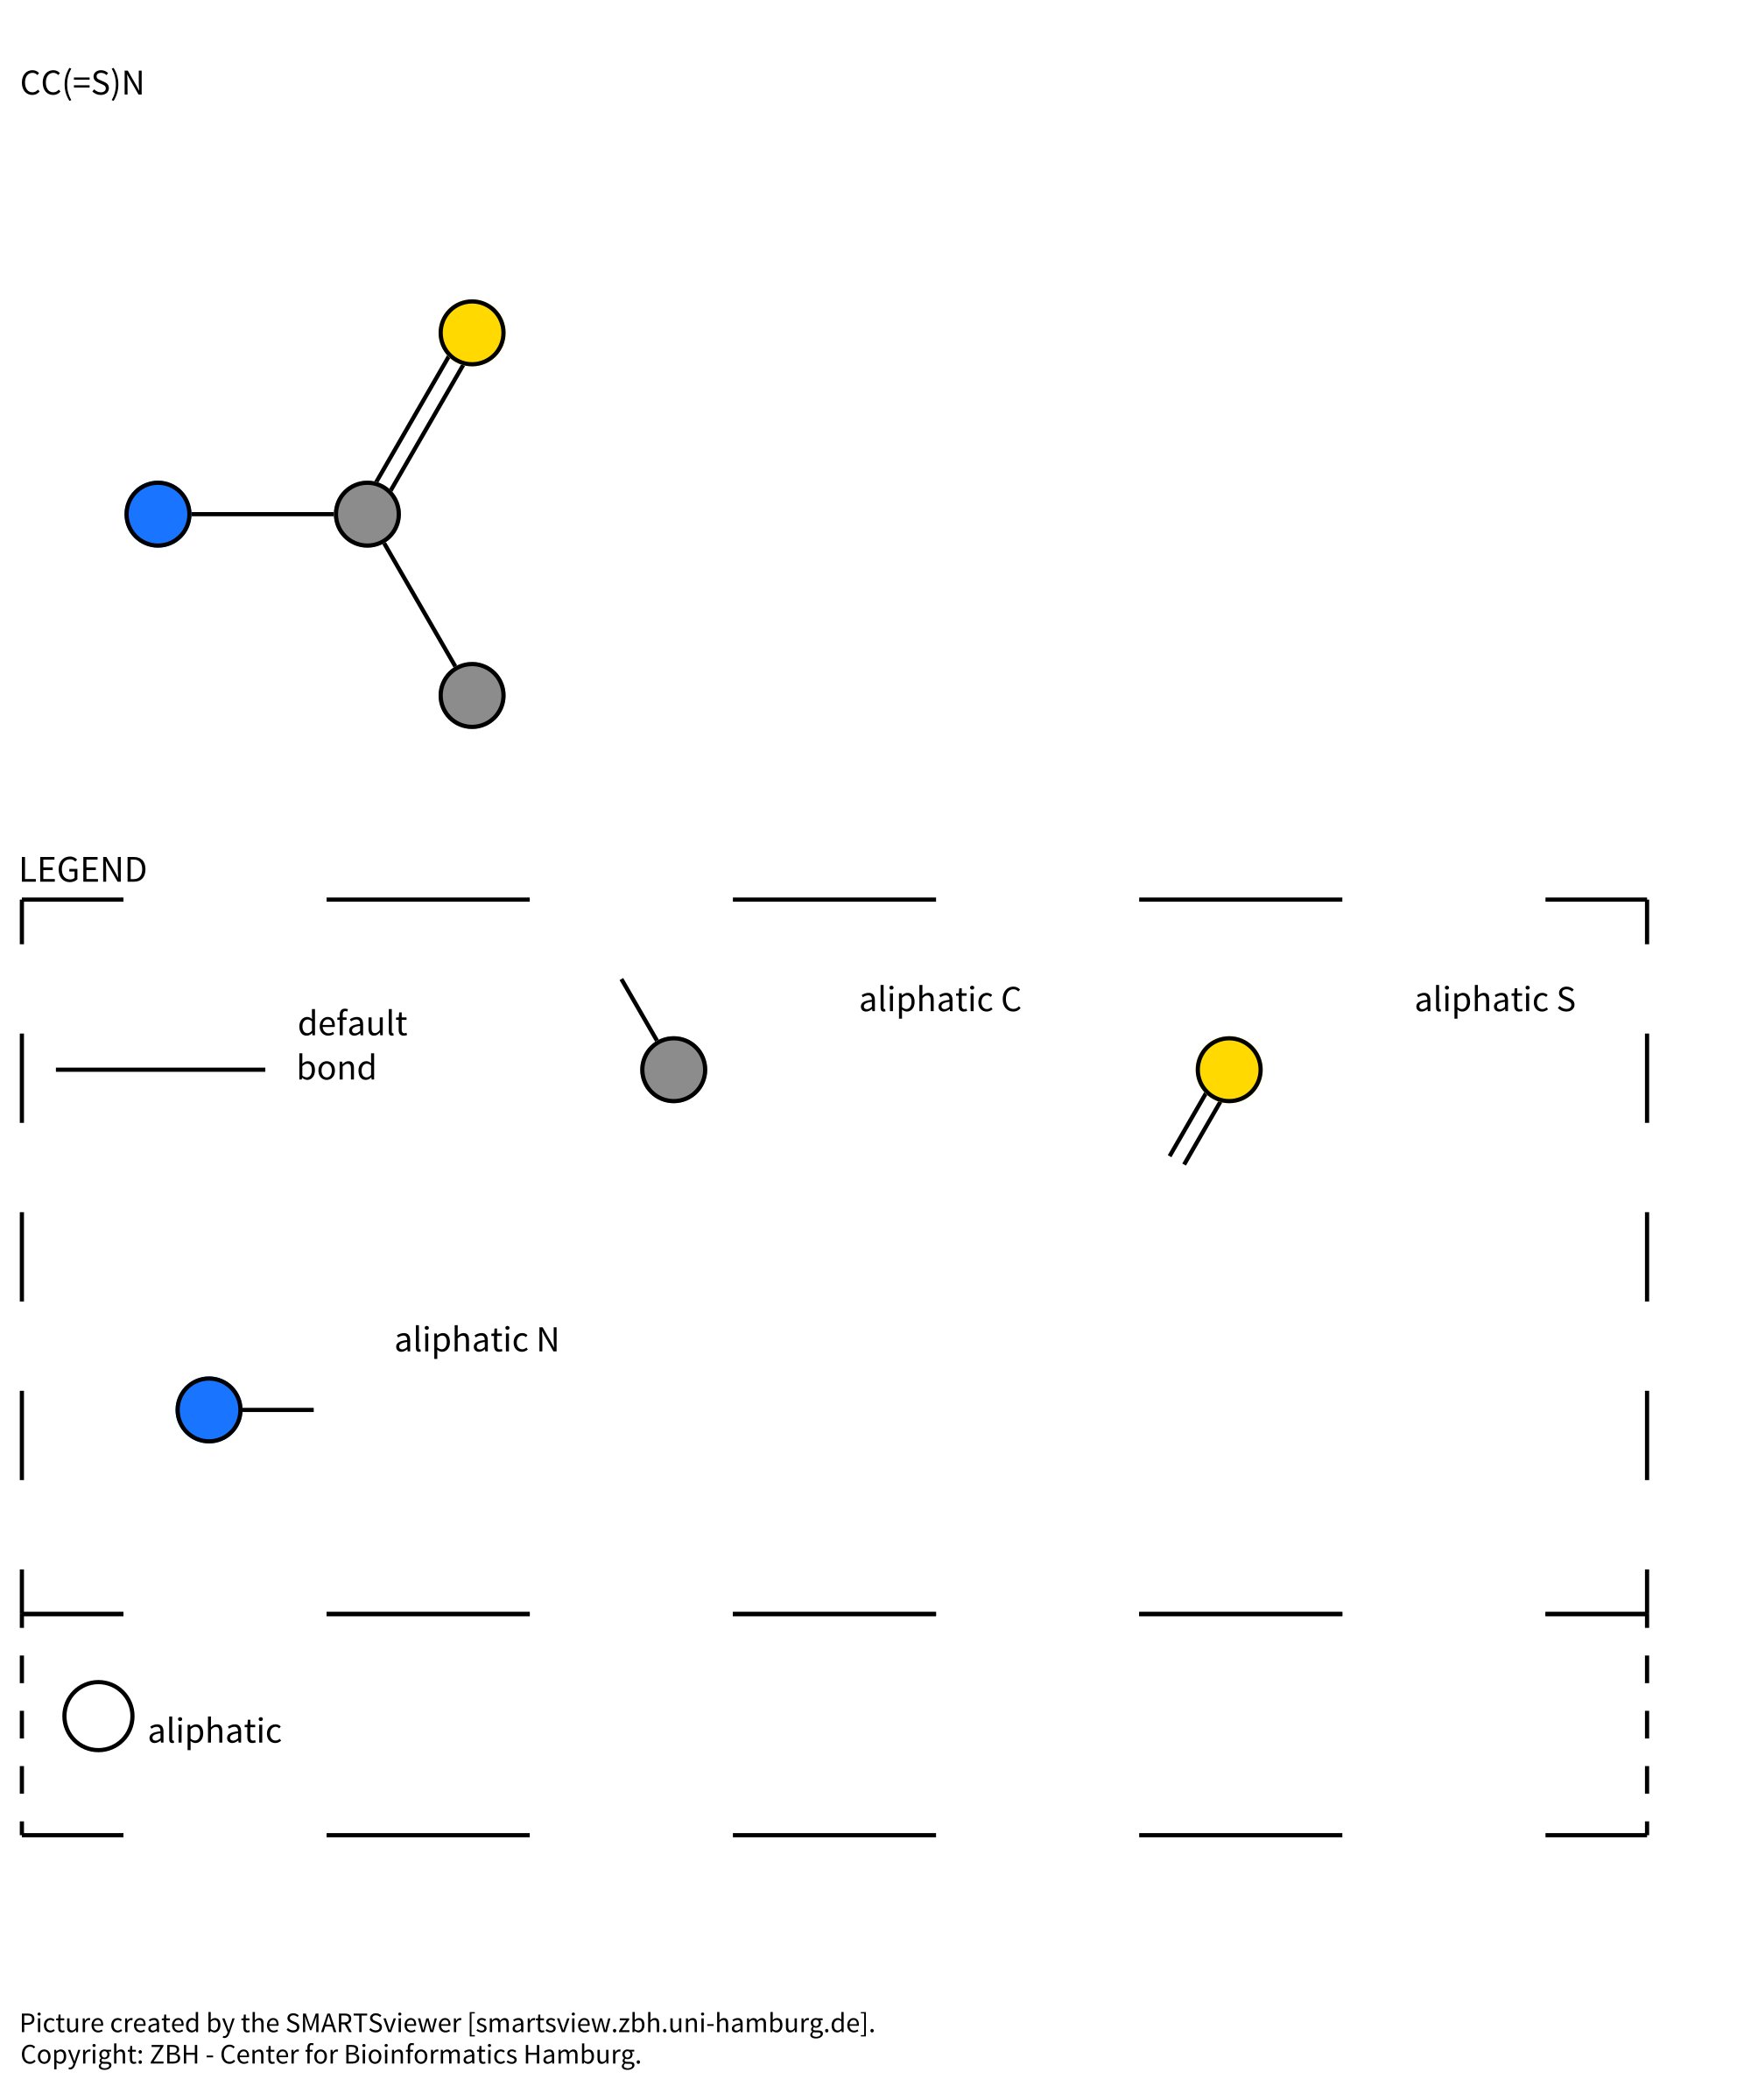 CC(=S)N
LEGEND
default
bond
aliphatic C
aliphatic S
aliphatic N
aliphatic
Picture created by the SMARTSviewer [smartsview.zbh.uni-hamburg.de].
Copyright: ZBH - Center for Bioinformatics Hamburg.